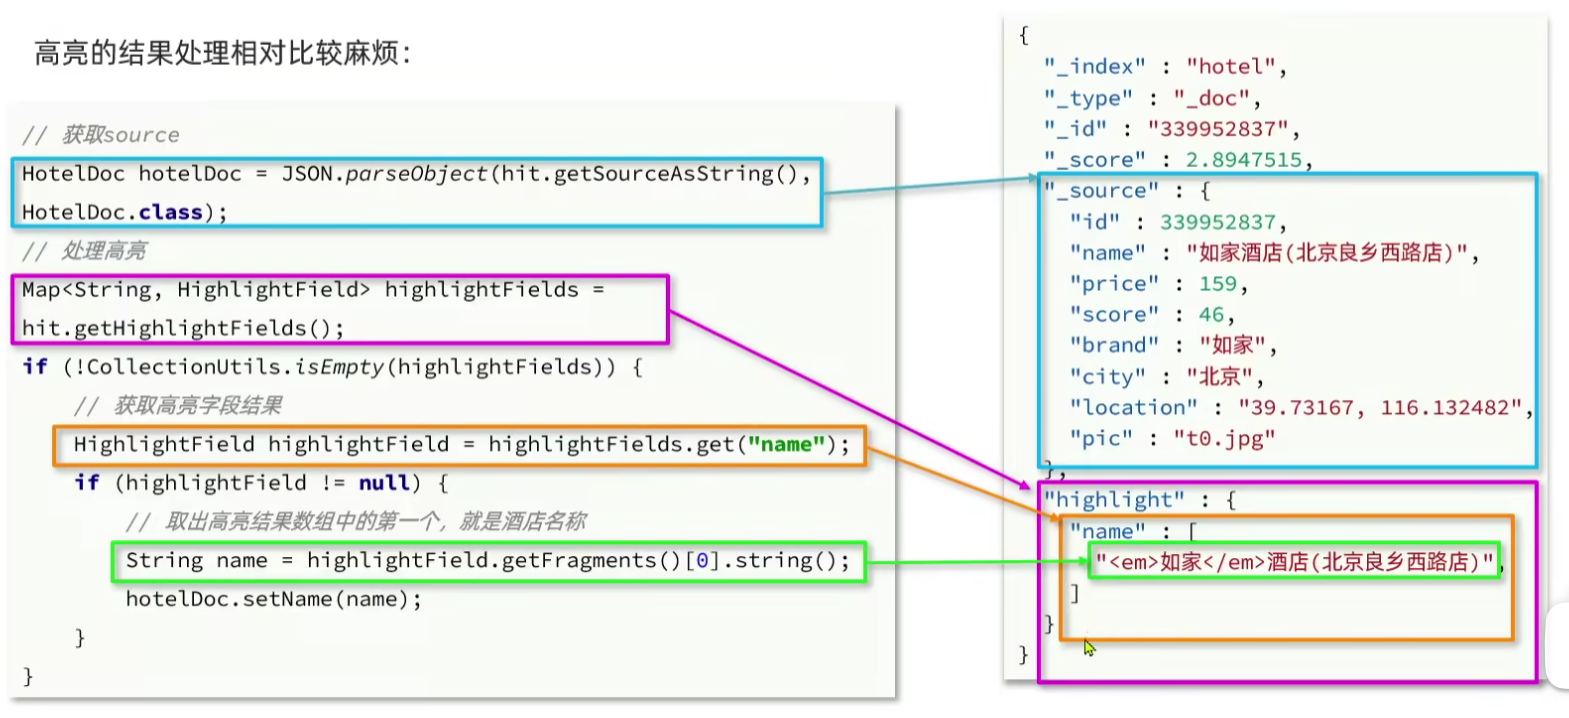 高亮的结果处理相对比较麻烦：
// 获取source
HotelDoc hotelDoc = JSON.parseObject(hit.getSourceAsString(),
HotelDoc.class);
// 处理高亮
Map<String, HighlightField> highlightFields =
hit.getHighlightFields();
if (!CollectionUtils.isEmpty(highlightFields)) {
// 获取高亮字段结果
HighlightField highlightField = highlightFields.get("name");
if (highlightField != null) {
// 取出高亮结果数组中的第一个，就是酒店名称
String name = highlightField.getFragments()[0].string();
hotelDoc.setName(name);
}
}
{
"_index" : "hotel",
"_type" : "_doc",
"_id" : "339952837",
"_score" : 2.8947515,
"_source" : {
"id" : 339952837,
"name" : "如家酒店(北京良乡西路店)",
"price" : 159,
"score" : 46,
"brand" : "如家",
"city" : "北京",
"location" : "39.73167, 116.132482",
"pic" : "t0.jpg"
},
"highlight" : {
"name" : [
"<em>如家</em>酒店(北京良乡西路店)",
]
}
}